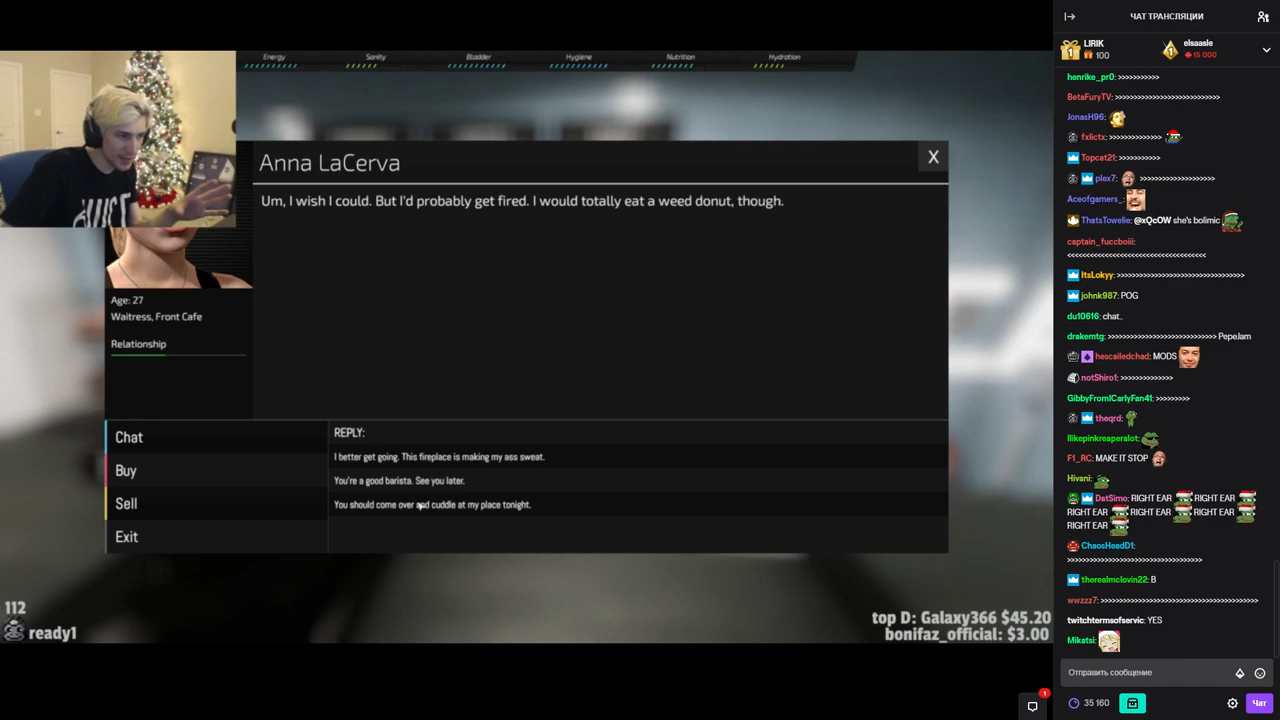 Energy
Sanity
Bladder
Hygiene
Nutrition
Hydration
Anna LaCerva
X
Um, I wish I could. But I'd probably get fired. I would totally eat a weed donut, though.
Age: 27
Waitress, Front Cafe
Relationship
Chat
Buy
Sell
Exit
REPLY:
I better get going. This fireplace is making my ass sweat.
You're a good barista. See you later.
You should come over and cuddle at my place tonight.
112
ready1
top D: Galaxy366 $45.20
bonifaz_official: $3.00
ЧАТ ТРАНСЛЯЦИИ
1 LIRIK
100
1 elsaasle
15 000
henrike_pr0: >>>>>>>>>>>
BetaFuryTV: >>>>>>>>>>>>>>>>>>>>>>>>>>>>
JonasH96:
fxlictx: >>>>>>>>>>>>>>
Topcat21: >>>>>>>>>>>
plex7: >>>>>>>>>>>>>>>>>>>>
Aceofgamers_:
ThatsTowelie: @xQcOW she's bolimic
captain_fuccboiii:
<<<<<<<<<<<<<<<<<<<<<<<<<<<<<<<<<<<<<
ItsLokyy: >>>>>>>>>>>>>>>>>>>>>>>>>>>>>>>>>
johnk987: POG
du10616: chat..
drakemtg: >>>>>>>>>>>>>>>>>>>>>>>>>>>>> PepeJam
hescailedchad: MODS
notShiro1: >>>>>>>>>>>>>>
GibbyFromICarlyFan41: >>>>>>>>>
theqrd:
Ilikepinkreaperalot:
F1_RC: MAKE IT STOP
Hivani:
DatSimo: RIGHT EAR RIGHT EAR
RIGHT EAR RIGHT EAR RIGHT EAR
RIGHT EAR
ChaosHeadD1:
>>>>>>>>>>>>>>>>>>>>>>>>>>>>>>>>>>>>
therealmclovin22: B
wwzzz7: >>>>>>>>>>>>>>>>>>>>>>>>>>>>>>>>>>>>>>>>>
twitchtermsofservic: YES
Mikatsi:
Отправить сообщение
1
35 160
Чат